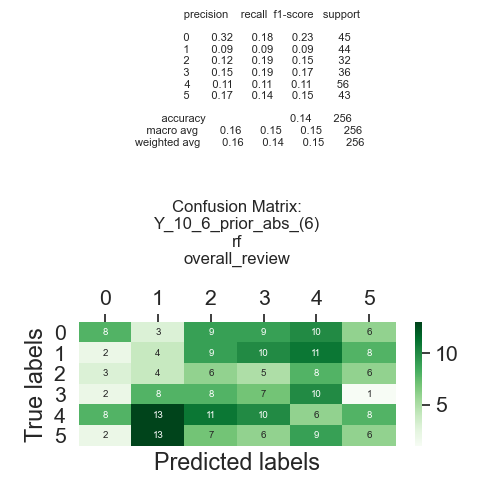 precision recall f1-score support
0 0.32 0.18 0.23 45
1 0.09 0.09 0.09 44
2 0.12 0.19 0.15 32
3 0.15 0.19 0.17 36
4 0.11 0.11 0.11 56
5 0.17 0.14 0.15 43
accuracy 0.14 256
macro avg 0.16 0.15 0.15 256
weighted avg 0.16 0.14 0.15 256
Confusion Matrix:
Y_10_6_prior_abs_(6)
rf
overall_review
0 1 2 3 4 5
0 8 3 9 9 10 6
1 2 4 9 10 11 8
2 3 4 6 5 8 6
3 2 8 8 7 10 1
4 8 13 11 10 6 8
5 2 13 7 6 9 6
True labels
Predicted labels
10
5